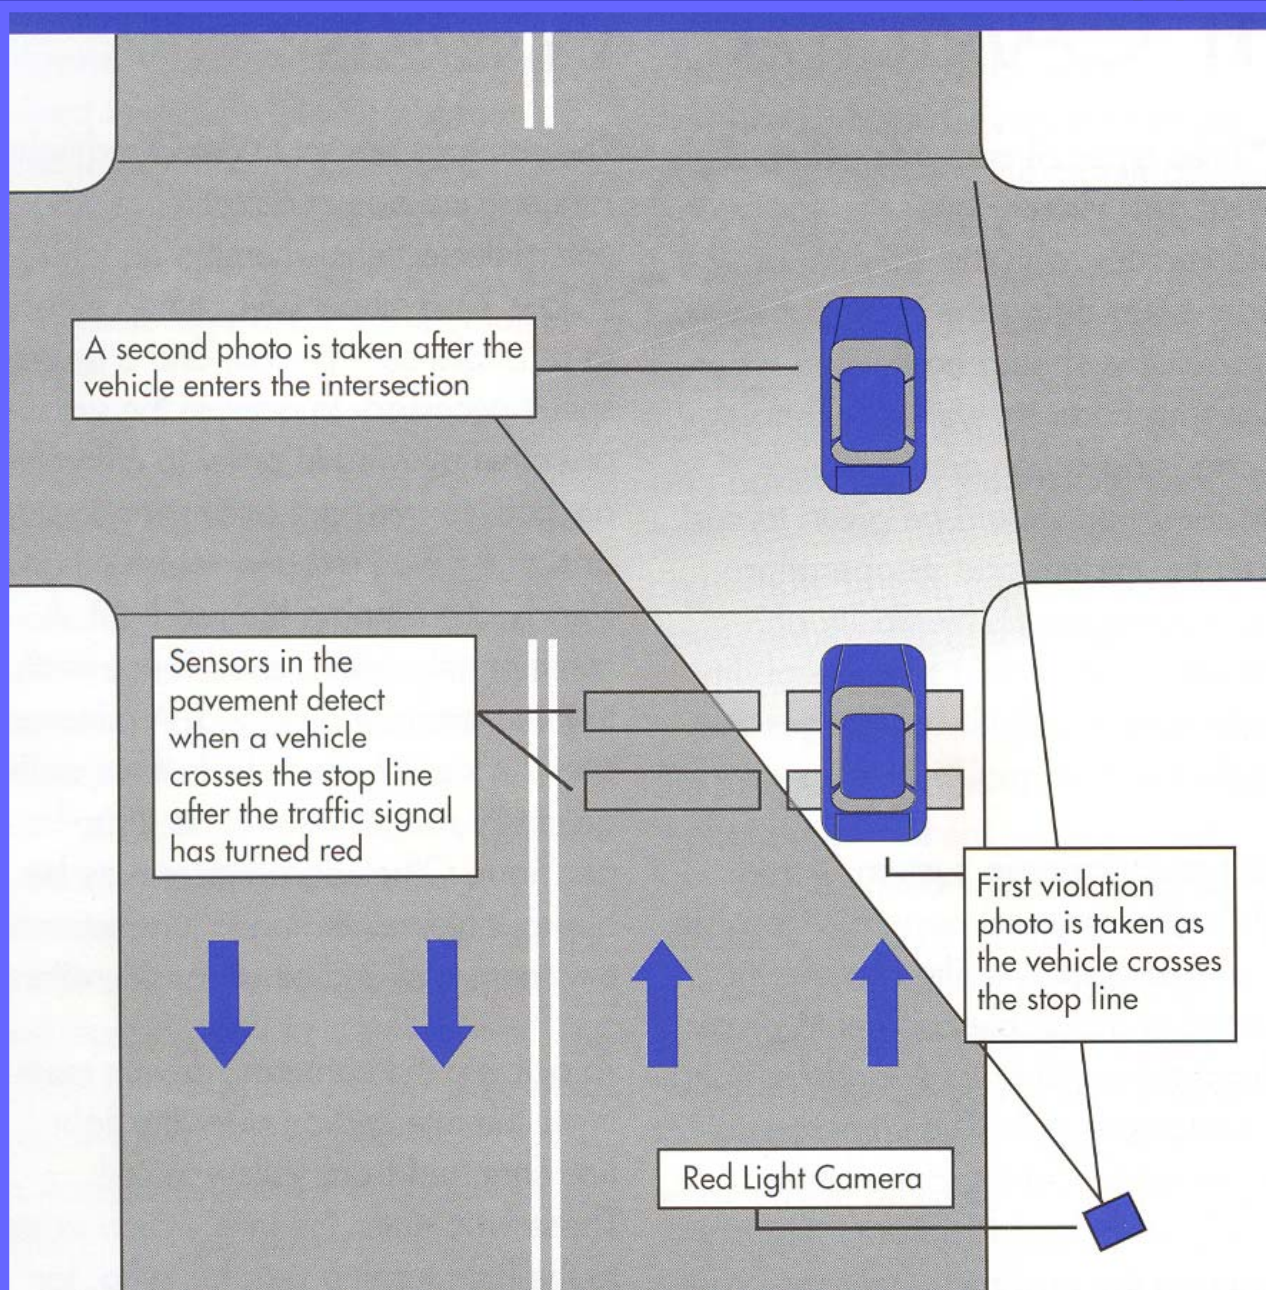 A second photo is taken after the
vehicle enters the intersection
Sensors in the
pavement detect
when a vehicle
crosses the stop line
after the traffic signal
has turned red
First violation
photo is taken as
the vehicle crosses
the stop line
Red Light Camera